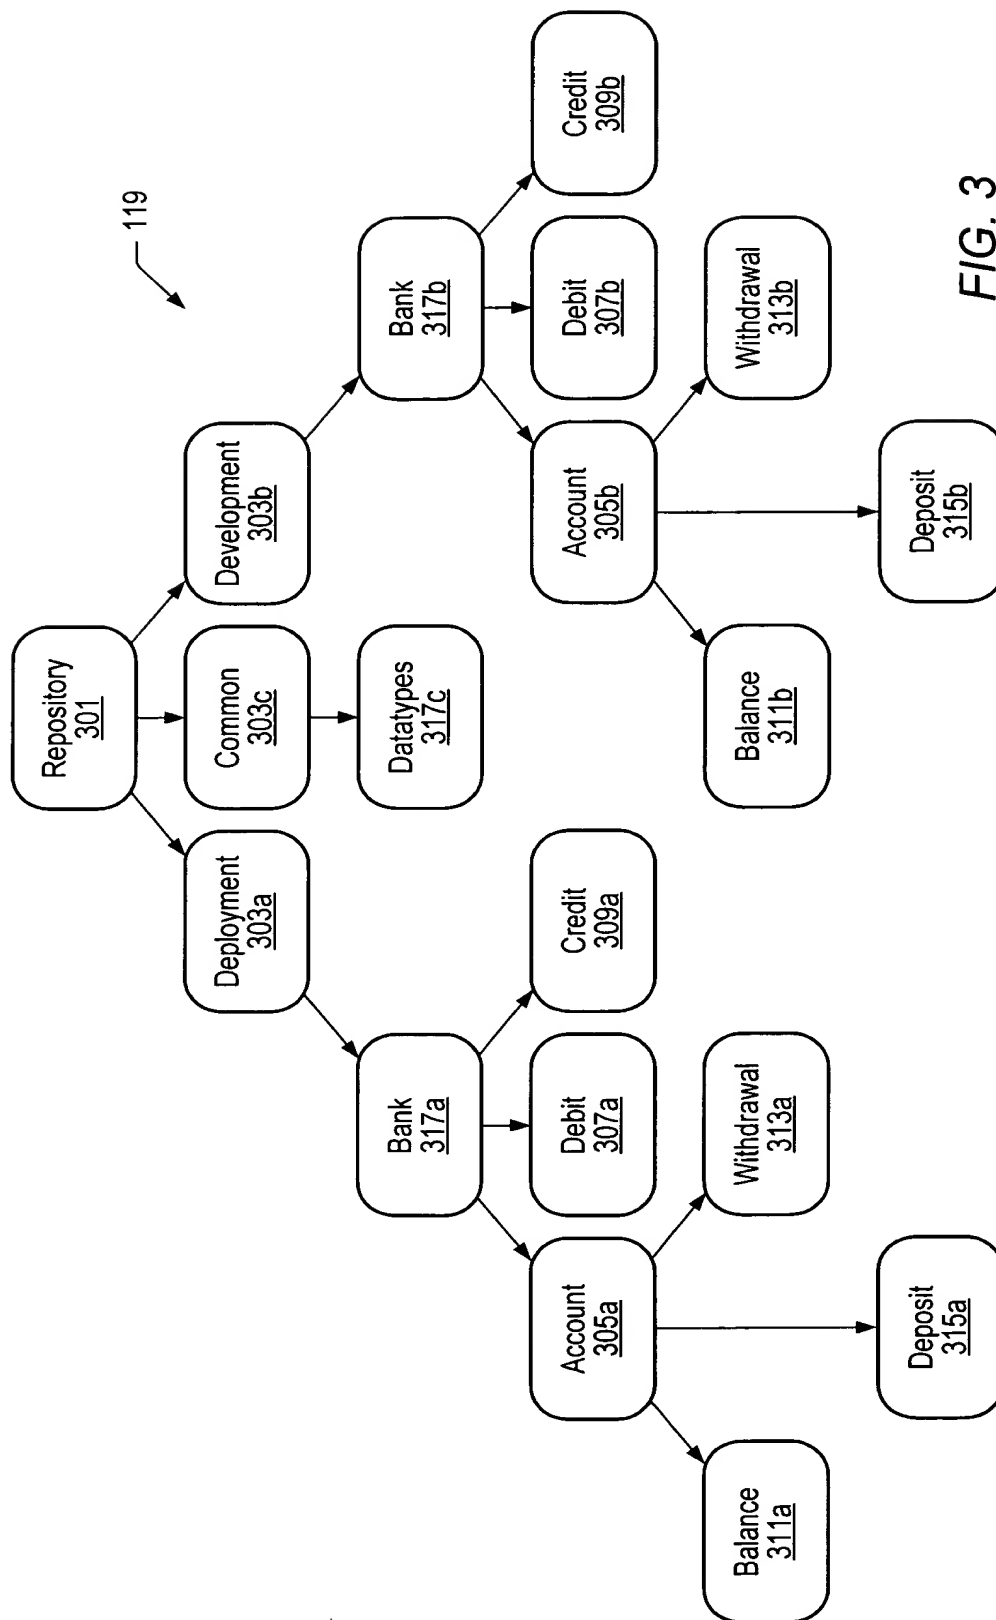 119
Repository
301
Deployment
303a
Common
303c
Development
303b
Bank
317a
Datatypes
317c
Bank
317b
Account
305a
Debit
307a
Credit
309a
Account
305b
Debit
307b
Credit
309b
Balance
311a
Withdrawal
313a
Balance
311b
Withdrawal
313b
Deposit
315a
Deposit
315b
FIG. 3